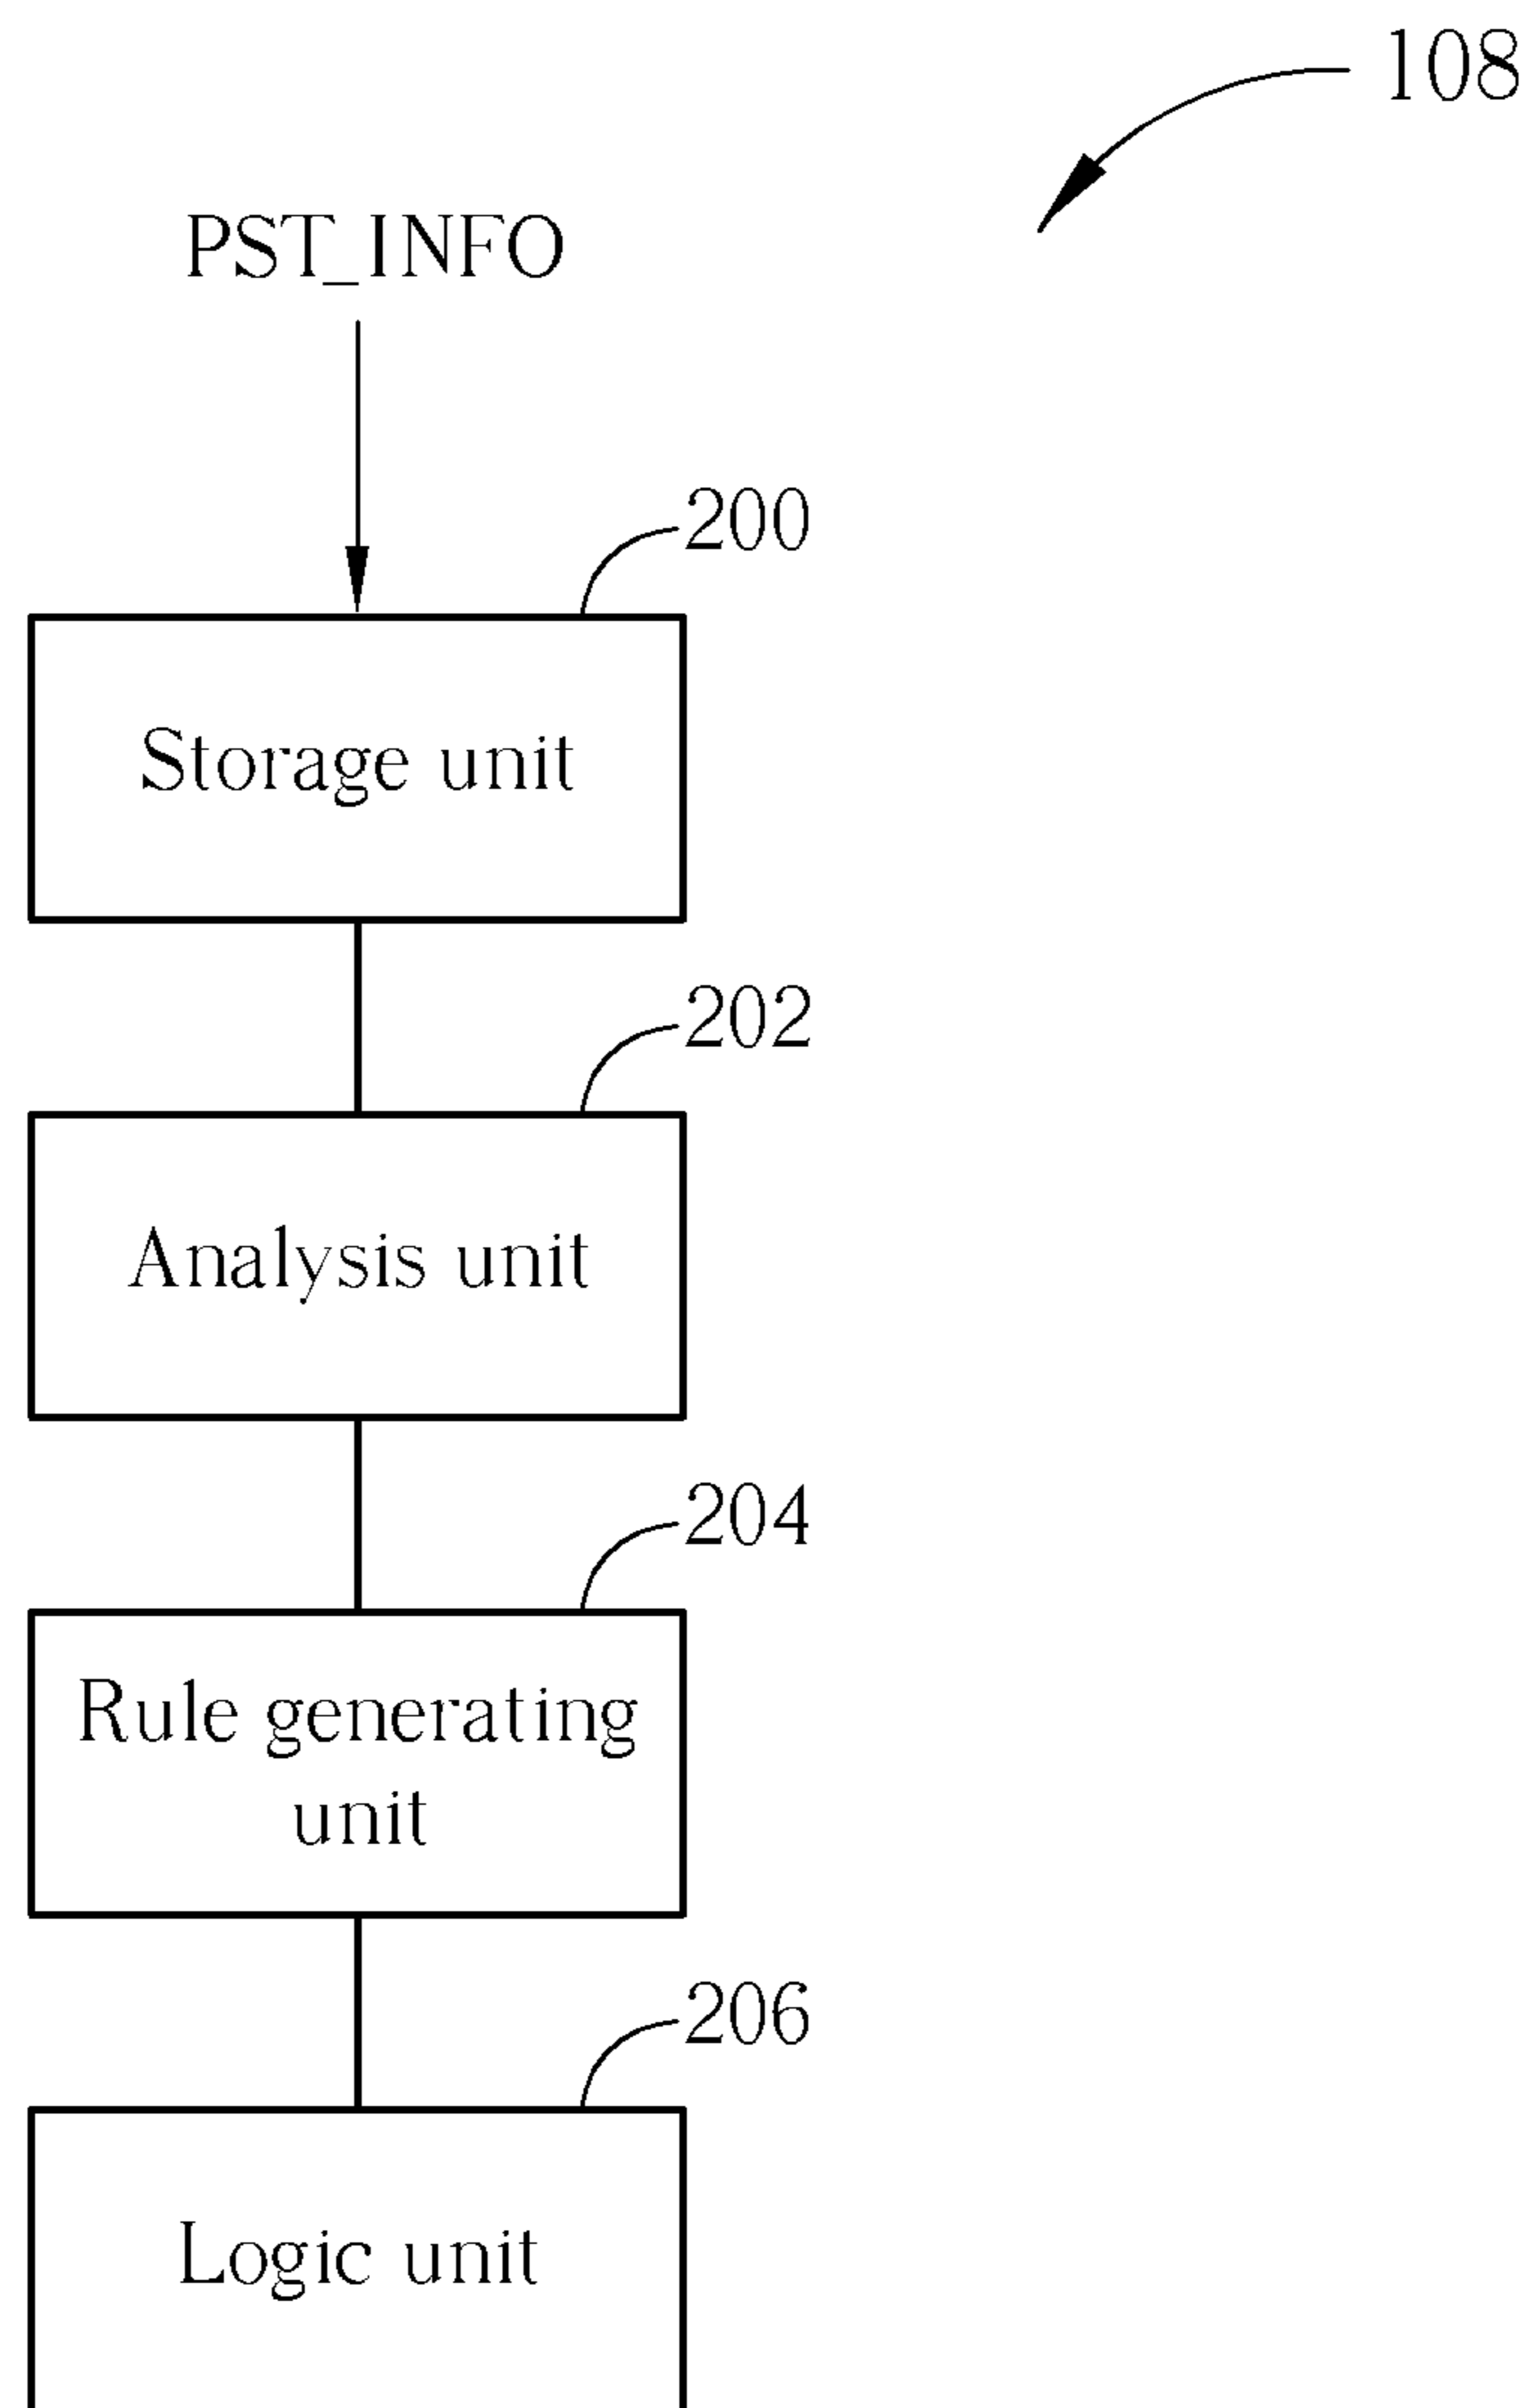 108
PST_INFO
200
Storage unit
202
Analysis unit
204
Rule generating
unit
206
Logic unit